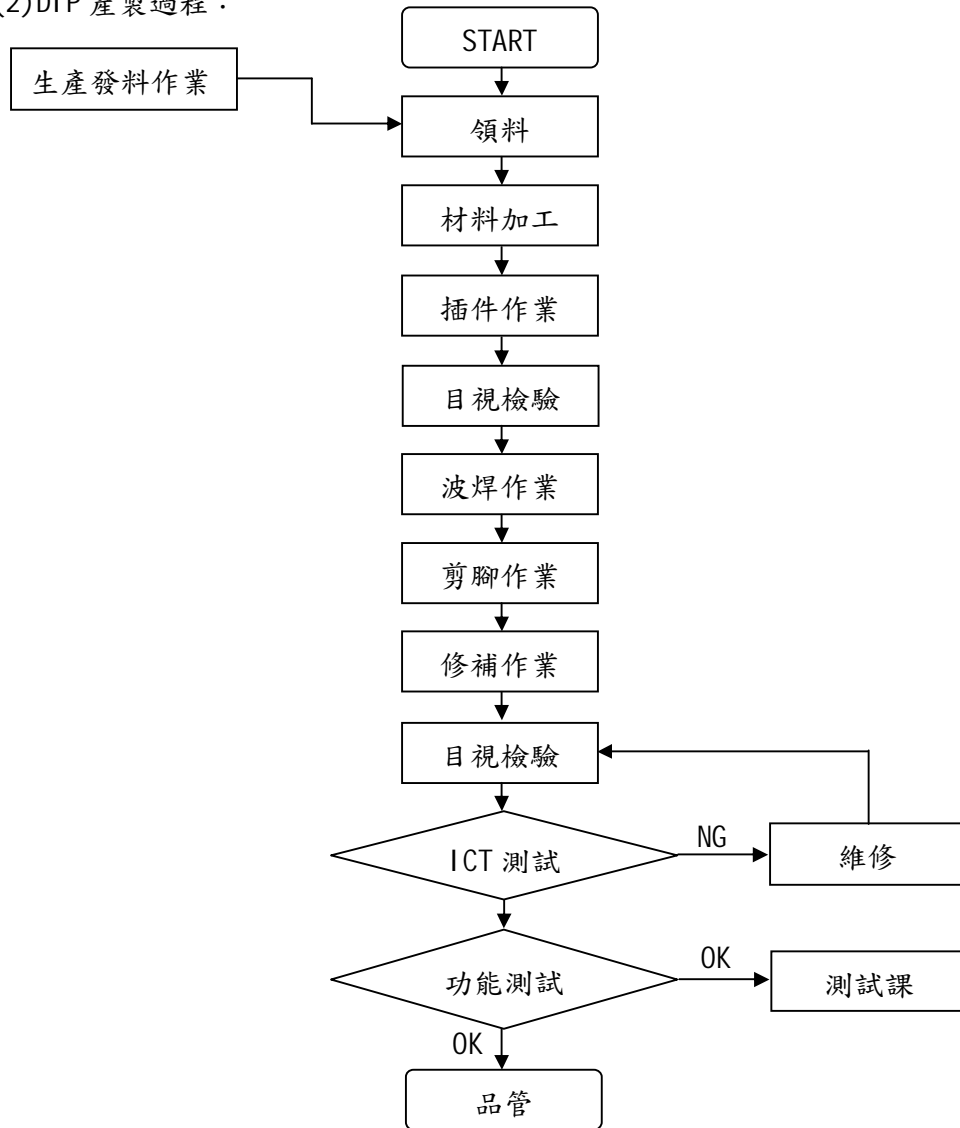 (2)DIP 產製過程：
START
生產發料作業
領料
材料加工
插件作業
目視檢驗
波焊作業
剪腳作業
修補作業
目視檢驗
ICT 測試
NG
維修
功能測試
OK
測試課
OK
品管